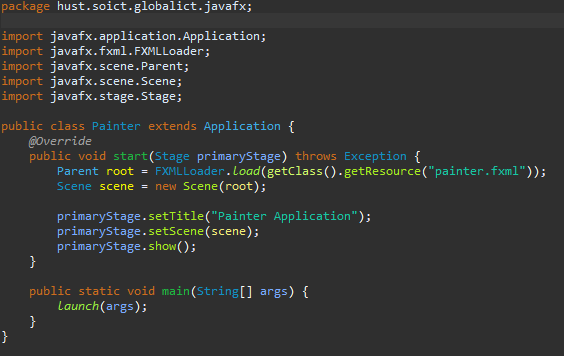 package hust.soict.globalict.javafx;
import javafx.application.Application;
import javafx.fxml.FXMLLoader;
import javafx.scene.Parent;
import javafx.scene.Scene;
import javafx.stage.Stage;
public class Painter extends Application {
@Override
public void start(Stage primaryStage) throws Exception {
Parent root = FXMLLoader.load(getClass().getResource("painter.fxml"));
Scene scene = new Scene(root);
primaryStage.setTitle("Painter Application");
primaryStage.setScene(scene);
primaryStage.show();
}
public static void main(String[] args) {
launch(args);
}
}